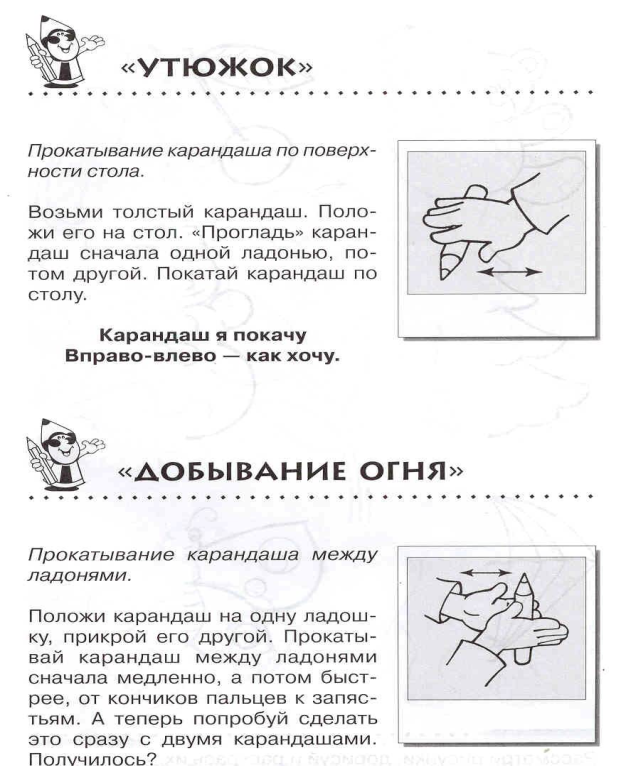 «УТЮЖОК»
Прокатывание карандаша по поверх-
ности стола.
Возьми толстый карандаш. Поло-
жи его на стол. «Прогладь» каран-
даш сначала одной ладонью, по-
том другой. Покатай карандаш по
столу.
Карандаш я покачу
Вправо-влево — как хочу.
«ДОБЫВАНИЕ ОГНЯ»
Прокатывание карандаша между
ладонями.
Положи карандаш на одну ладош-
ку, прикрой его другой. Прокаты-
вай карандаш между ладонями
сначала медленно, а потом быст-
рее, от кончиков пальцев к запяс-
тьям. А теперь попробуй сделать
это сразу с двумя карандашами.
Получилось?